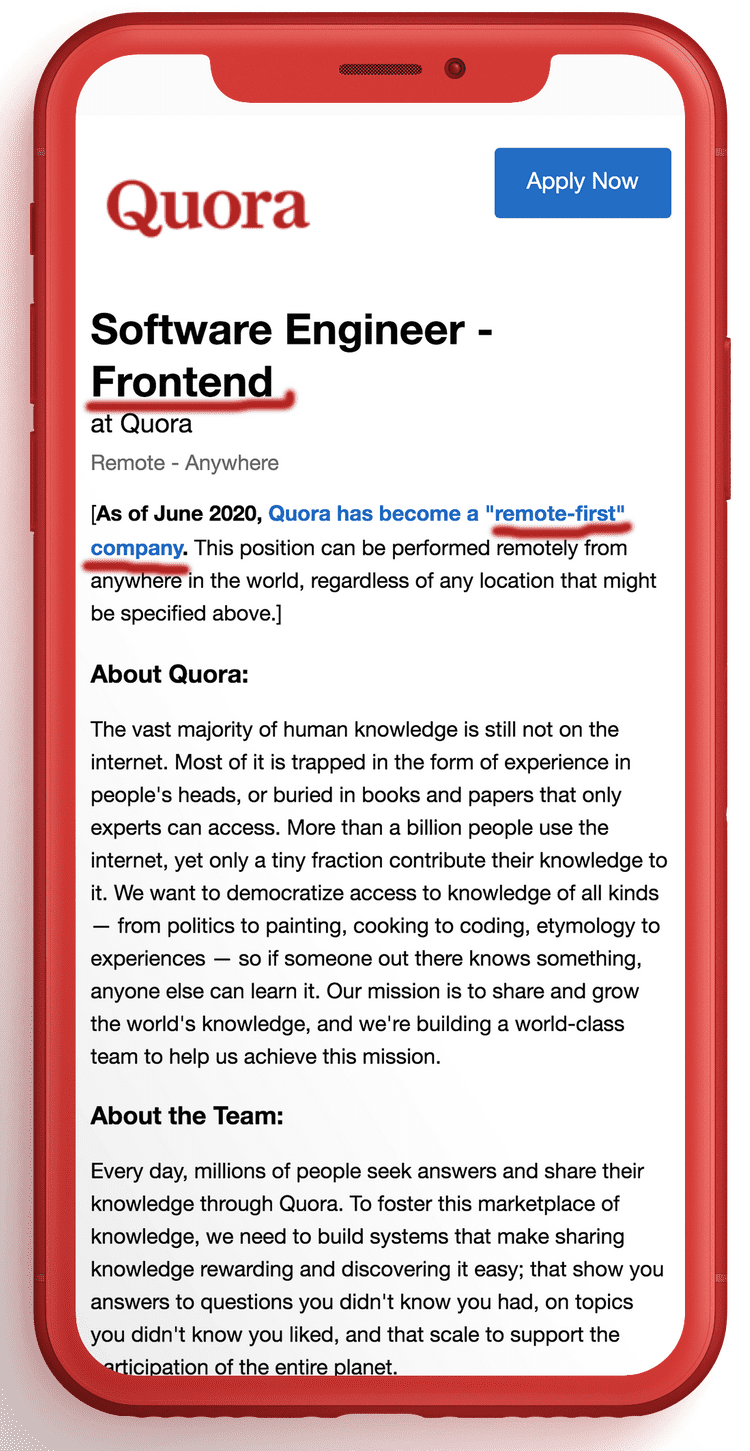 Quora
Apply Now
Software Engineer -
Frontend
at Quora
Remote - Anywhere
[As of June 2020, Quora has become a "remote-first"
company. This position can be performed remotely from
anywhere in the world, regardless of any location that might
be specified above.]
About Quora:
The vast majority of human knowledge is still not on the
internet. Most of it is trapped in the form of experience in
people's heads, or buried in books and papers that only
experts can access. More than a billion people use the
internet, yet only a tiny fraction contribute their knowledge to
it. We want to democratize access to knowledge of all kinds
— from politics to painting, cooking to coding, etymology to
experiences — so if someone out there knows something,
anyone else can learn it. Our mission is to share and grow
the world's knowledge, and we're building a world-class
team to help us achieve this mission.
About the Team:
Every day, millions of people seek answers and share their
knowledge through Quora. To foster this marketplace of
knowledge, we need to build systems that make sharing
knowledge rewarding and discovering it easy; that show you
answers to questions you didn't know you had, on topics
you didn't know you liked, and that scale to support the
articipation of the entire planet.